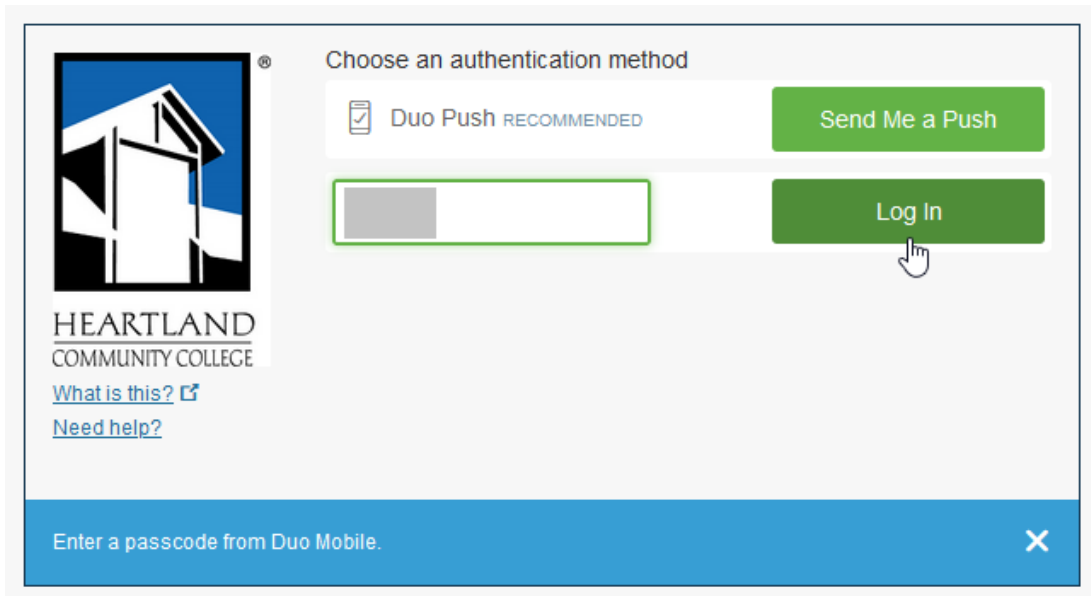 ®
HEARTLAND
COMMUNITY COLLEGE
What is this?
Need help?
Choose an authentication method
Duo Push RECOMMENDED
Send Me a Push
Log In
Enter a passcode from Duo Mobile.